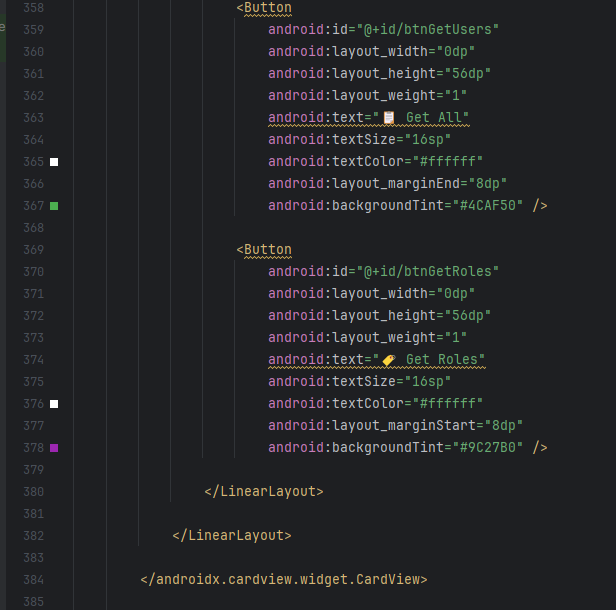 358 <Button
359 android:id="@+id/btnGetUsers"
360 android:layout_width="0dp"
361 android:layout_height="56dp"
362 android:layout_weight="1"
363 android:text="📋 Get All"
364 android:textSize="16sp"
365 android:textColor="#ffffff"
366 android:layout_marginEnd="8dp"
367 android:backgroundTint="#4CAF50" />
368
369 <Button
370 android:id="@+id/btnGetRoles"
371 android:layout_width="0dp"
372 android:layout_height="56dp"
373 android:layout_weight="1"
374 android:text="🏷️ Get Roles"
375 android:textSize="16sp"
376 android:textColor="#ffffff"
377 android:layout_marginStart="8dp"
378 android:backgroundTint="#9C27B0" />
379
380 </LinearLayout>
381
382 </LinearLayout>
383
384 </androidx.cardview.widget.CardView>
385